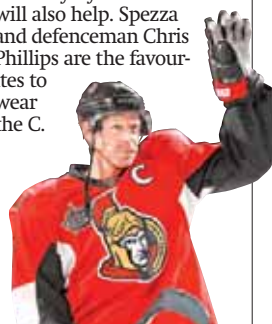 will also help. Spezza
and defenceman Chris
Phillips are the favour-
ites to
wear
the C.
C